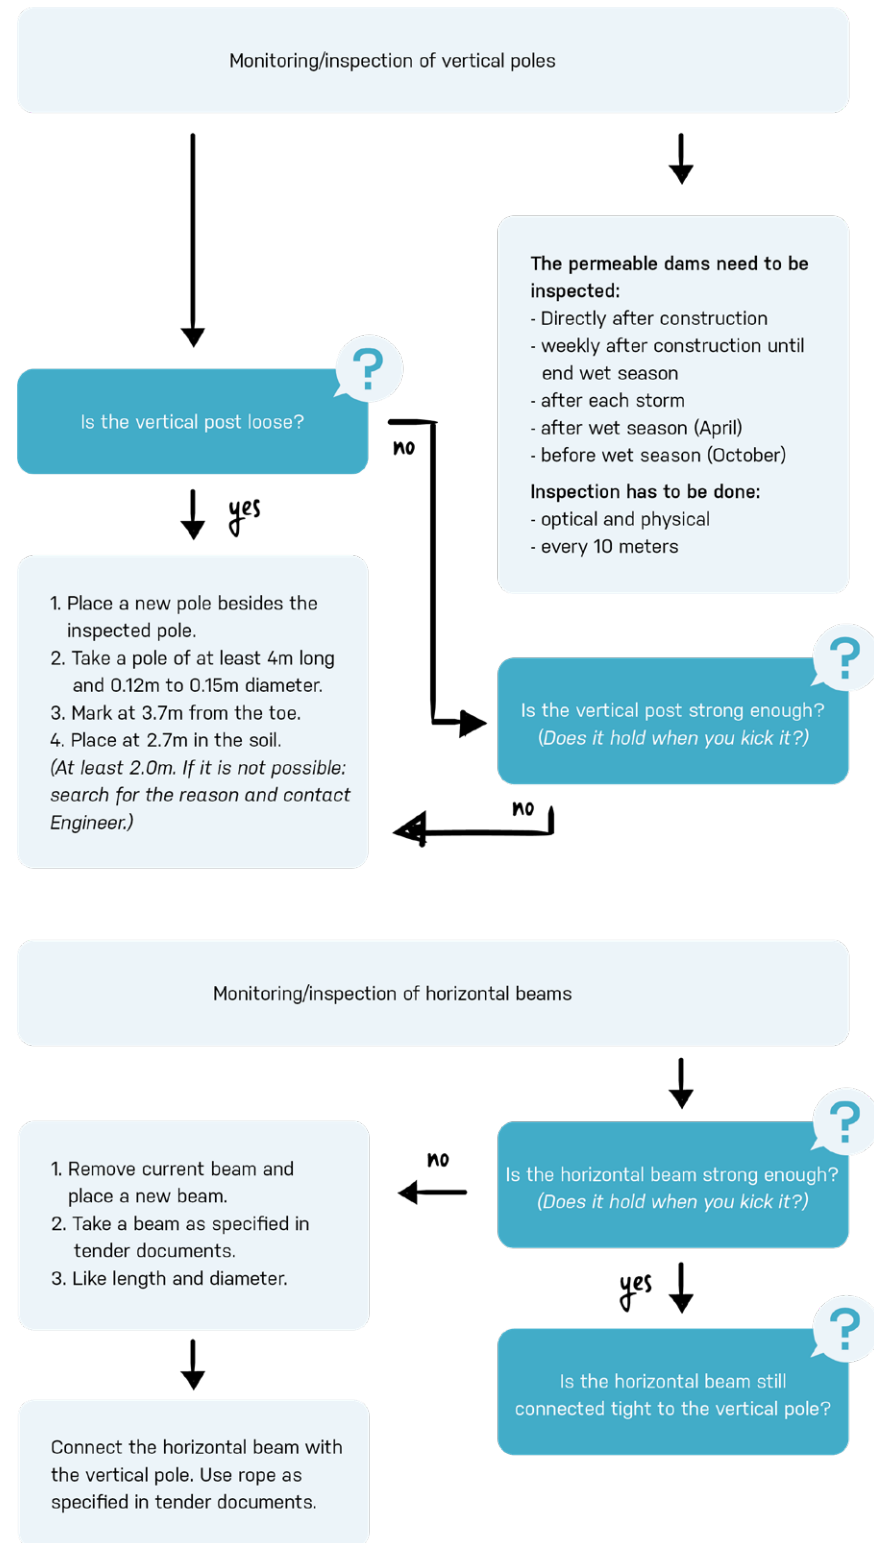 Monitoring/inspection of vertical poles
The permeable dams need to be
inspected:
- Directly after construction
- weekly after construction until
end wet season
- after each storm
- after wet season (April)
- before wet season (October)
Inspection has to be done:
- optical and physical
- every 10 meters
?
Is the vertical post loose?
no
yes
1. Place a new pole besides the
inspected pole.
2. Take a pole of at least 4m long
and 0.12m to 0.15m diameter.
3. Mark at 3.7m from the toe.
4. Place at 2.7m in the soil.
(At least 2.0m. If it is not possible:
search for the reason and contact
Engineer.)
?
Is the vertical post strong enough?
(Does it hold when you kick it?)
no
Monitoring/inspection of horizontal beams
?
Is the horizontal beam strong enough?
(Does it hold when you kick it?)
no
1. Remove current beam and
place a new beam.
2. Take a beam as specified in
tender documents.
3. Like length and diameter.
yes
?
Is the horizontal beam still
connected tight to the vertical pole?
Connect the horizontal beam with
the vertical pole. Use rope as
specified in tender documents.